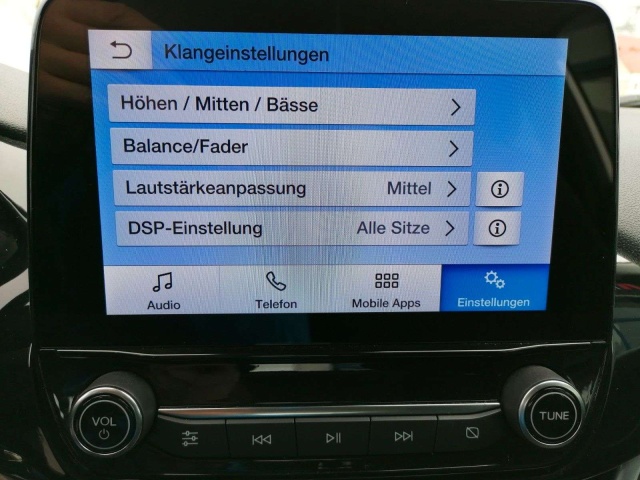 Klangeinstellungen
Höhen / Mitten / Bässe
Balance/Fader
Lautstärkeanpassung Mittel
DSP-Einstellung Alle Sitze
Audio Telefon Mobile Apps Einstellungen
VOL TUNE